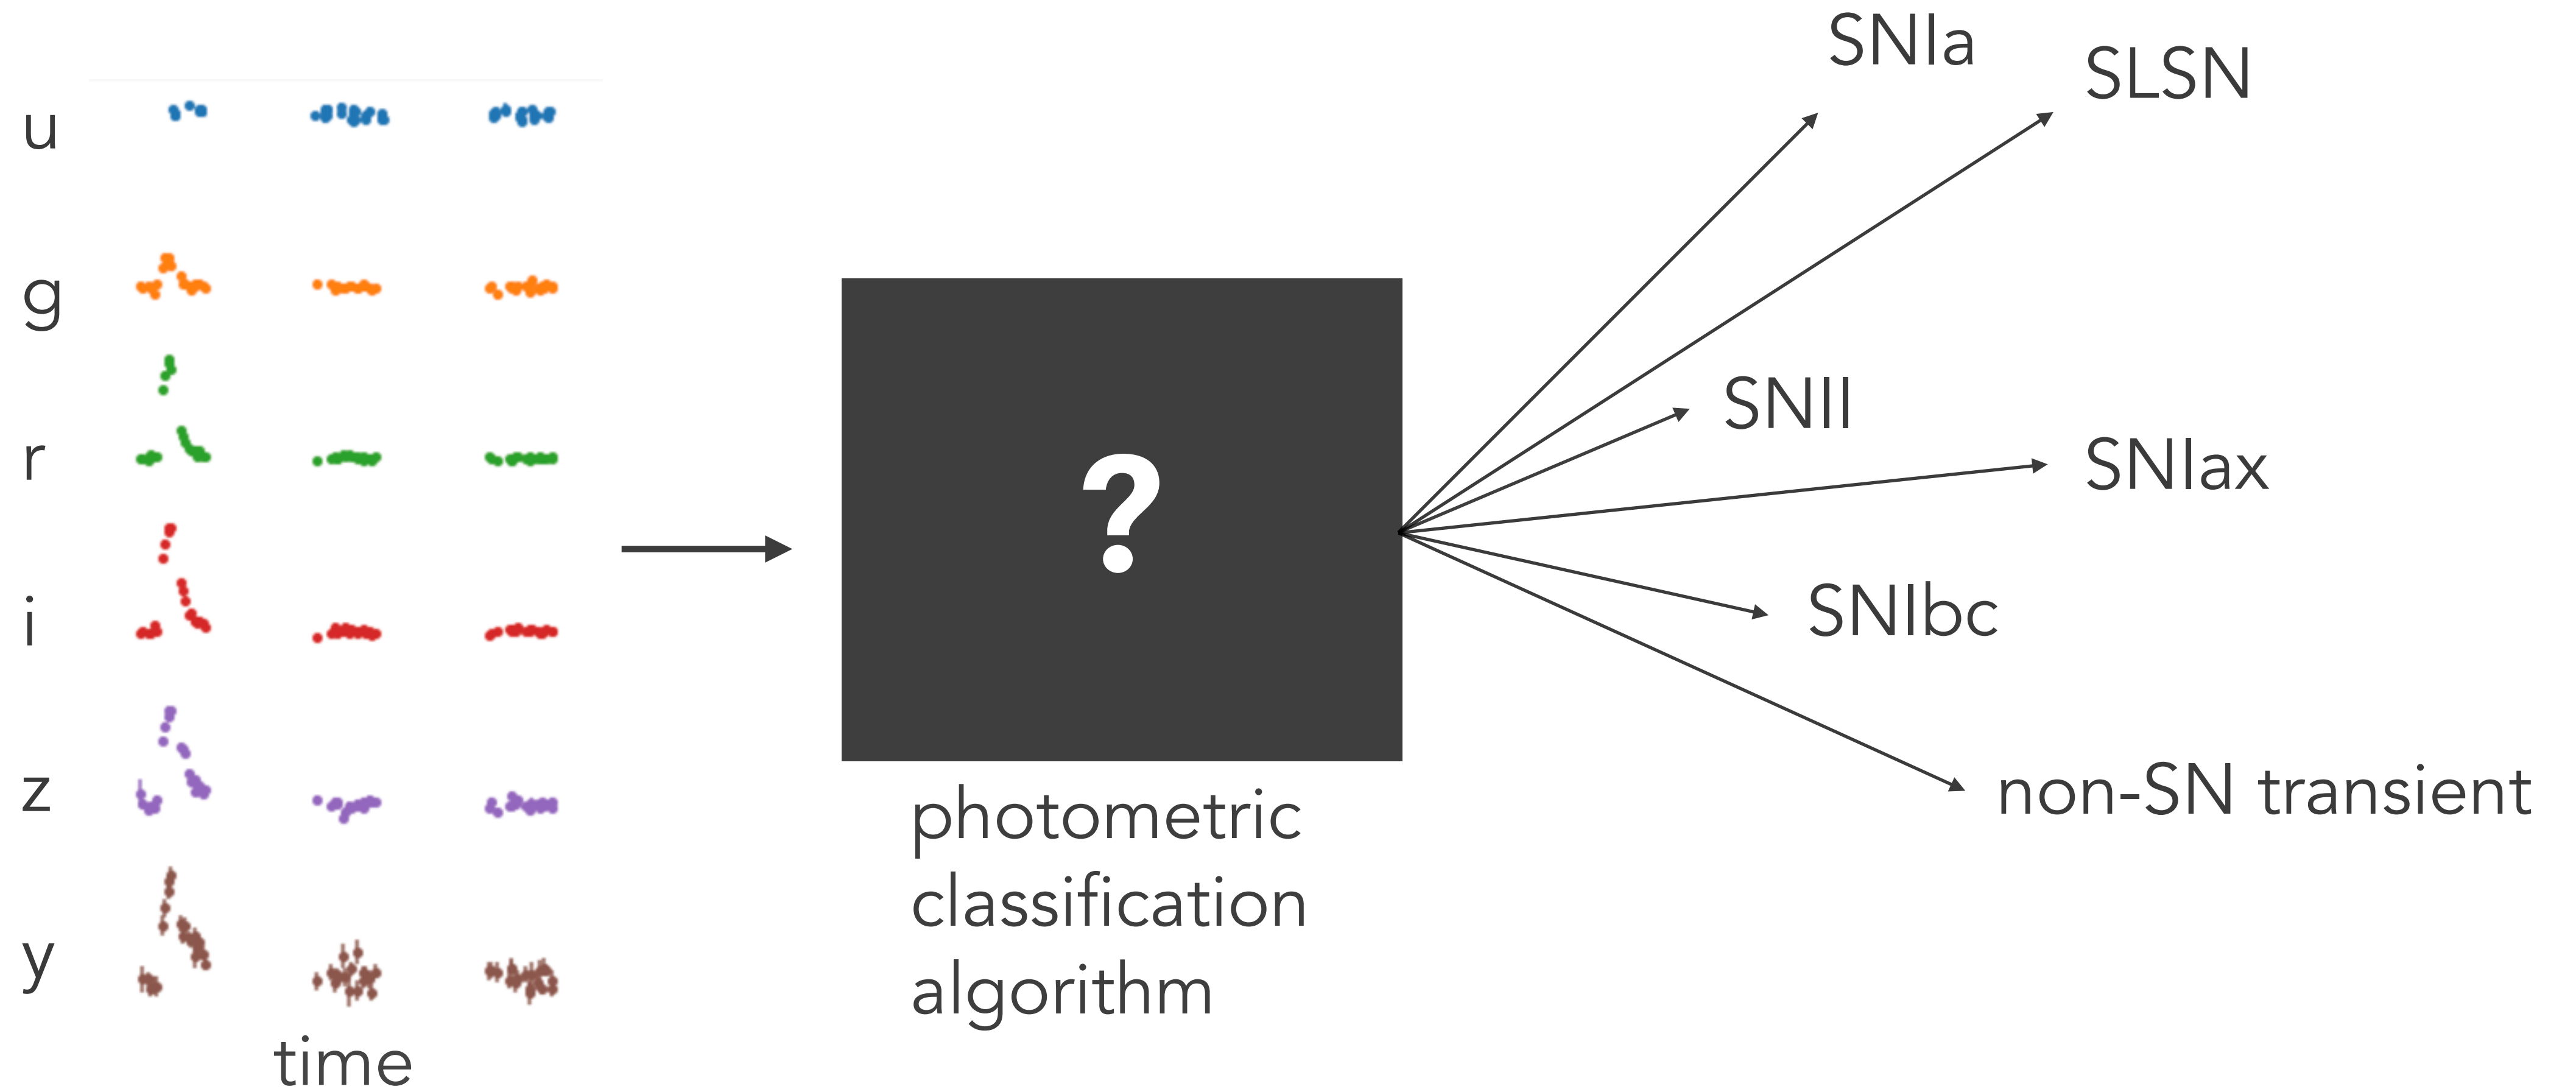 u
g
r
i
z
y
time
?
photometric
classification
algorithm
SNIa
SLSN
SNII
SNIax
SNIbc
non-SN transient